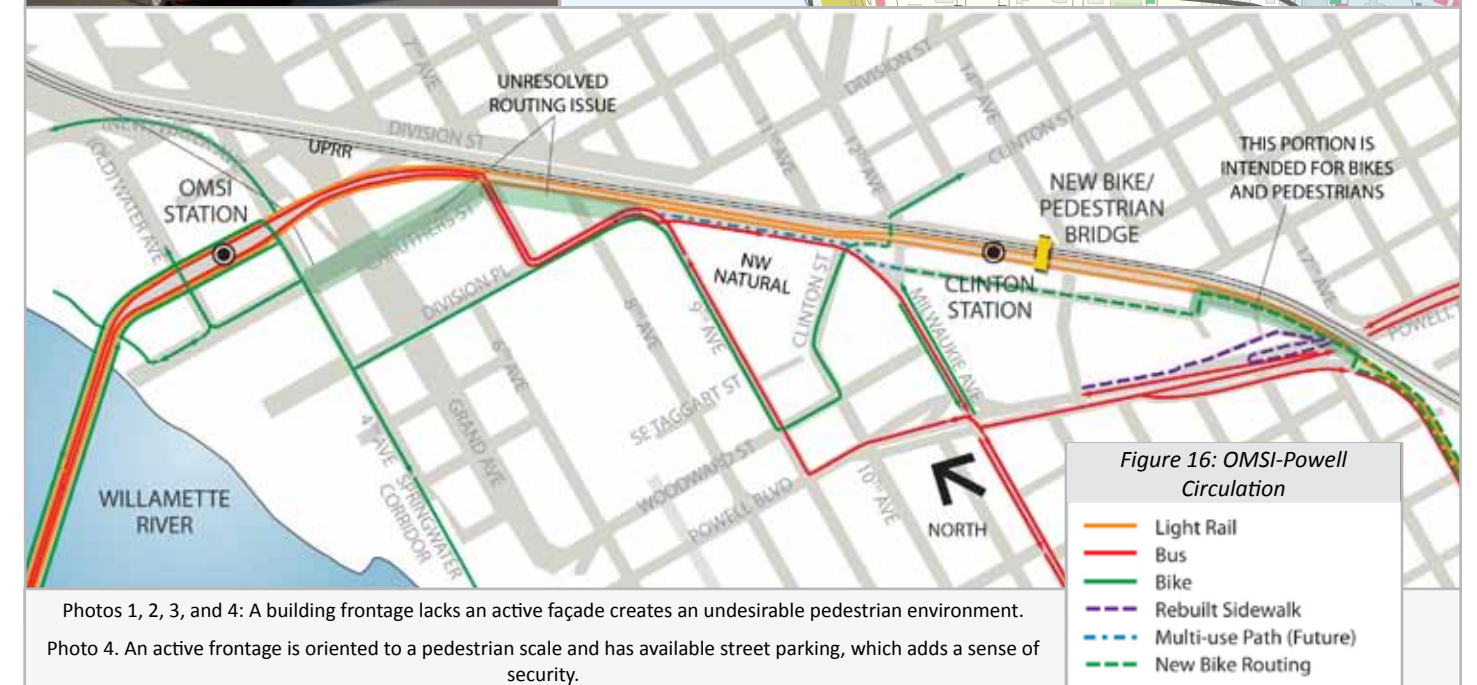 7TH AVE
DIVISION ST
14TH AVE
UNRESOLVED
ROUTING ISSUE
11TH AVE
12TH AVE
CLINTON ST
DIVISION ST
UPRR
THIS PORTION IS
INTENDED FOR BIKES
AND PEDESTRIANS
(OLD) WATER AVE
OMSI
STATION
NEW BIKE/
PEDESTRIAN
BRIDGE
CARUTHERS ST
17TH AVE
NW
NATURAL
CLINTON ST
CLINTON
STATION
DIVISION PL
8TH AVE
9TH AVE
MILWAUKIE AVE
POWELL
6TH AVE
SE TAGGART ST
GRAND AVE
4TH AVE
SPRINGWATER
CORRIDOR
WOODWARD ST
POWELL BLVD
10TH AVE
WILLAMETTE
RIVER
NORTH
Figure 16: OMSI-Powell
Circulation
Light Rail
Bus
Bike
Rebuilt Sidewalk
Multi-use Path (Future)
New Bike Routing
Photos 1, 2, 3, and 4: A building frontage lacks an active façade creates an undesirable pedestrian environment.
Photo 4. An active frontage is oriented to a pedestrian scale and has available street parking, which adds a sense of
security.